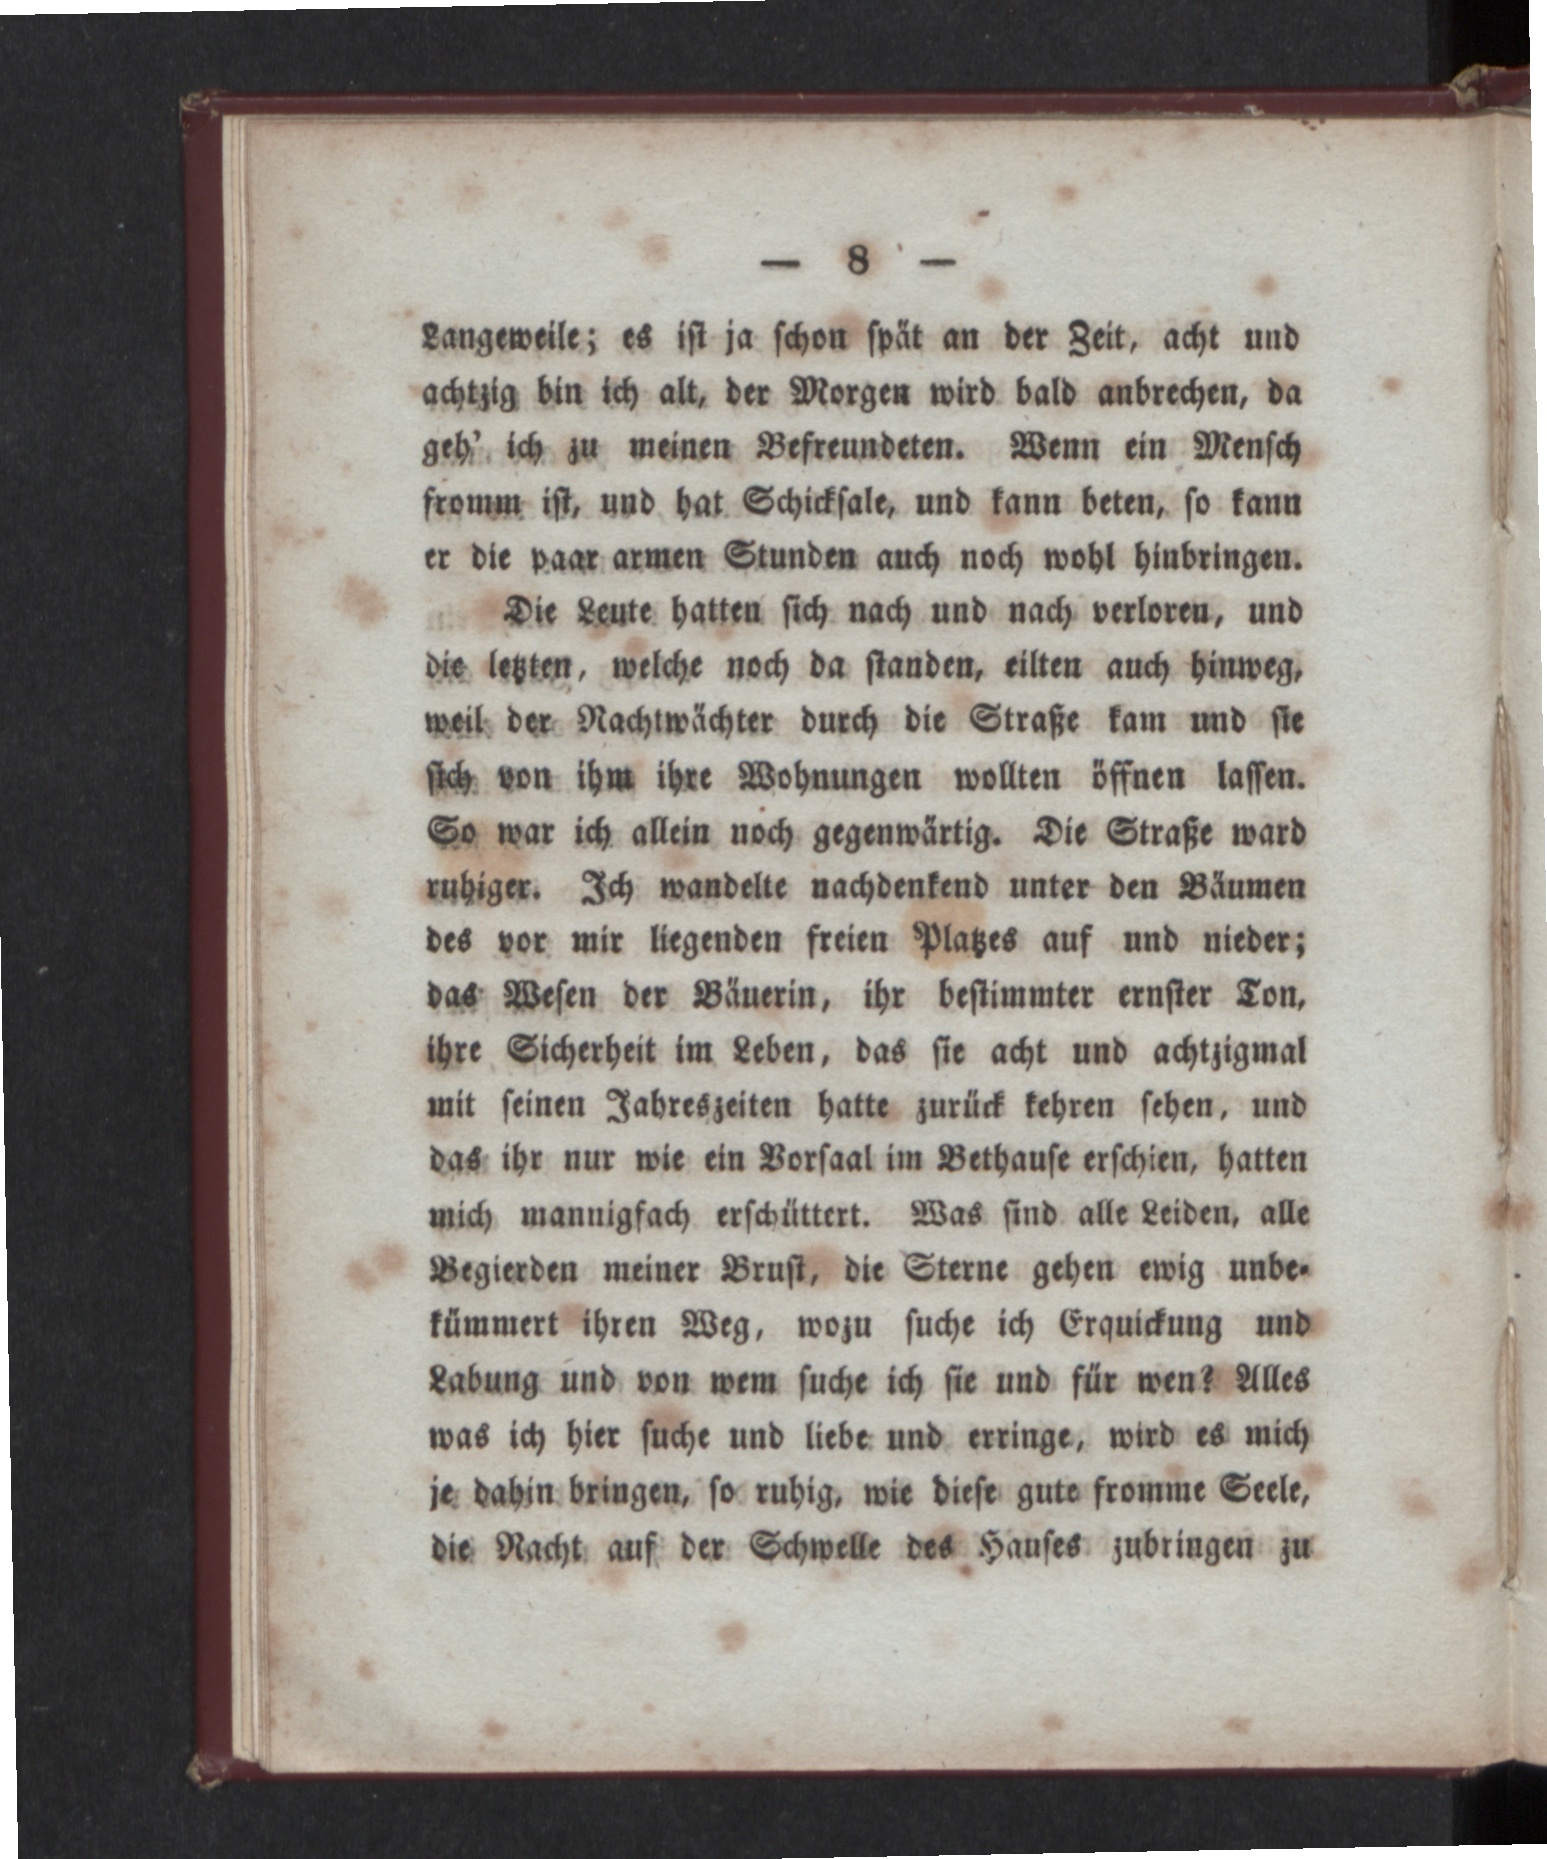 — 8 —
Langeweile; es ist ja schon spät an der Zeit, acht und
achtzig bin ich alt, der Morgen wird bald anbrechen, da
geh' ich zu meinen Befreundeten. Wenn ein Mensch
fromm ist, und hat Schicksale, und kann beten, so kann
er die paar armen Stunden auch noch wohl hinbringen.
Die Leute hatten sich nach und nach verloren, und
die letzten, welche noch da standen, eilten auch hinweg,
weil der Nachtwächter durch die Straße kam und sie
sich von ihm ihre Wohnungen wollten öffnen lassen.
So war ich allein noch gegenwärtig. Die Straße ward
ruhiger. Ich wandelte nachdenkend unter den Bäumen
des vor mir liegenden freien Platzes auf und nieder;
das Wesen der Bäuerin, ihr bestimmter ernster Ton,
ihre Sicherheit im Leben, das sie acht und achtzigmal
mit seinen Jahreszeiten hatte zurück kehren sehen, und
das ihr nur wie ein Vorsaal im Bethause erschien, hatten
mich mannigfach erschüttert. Was sind alle Leiden, alle
Begierden meiner Brust, die Sterne gehen ewig unbe-
kümmert ihren Weg, wozu suche ich Erquickung und
Labung und von wem suche ich sie und für wen? Alles
was ich hier suche und liebe und erringe, wird es mich
je dahin bringen, so ruhig, wie diese gute fromme Seele,
die Nacht auf der Schwelle des Hauses zubringen zu